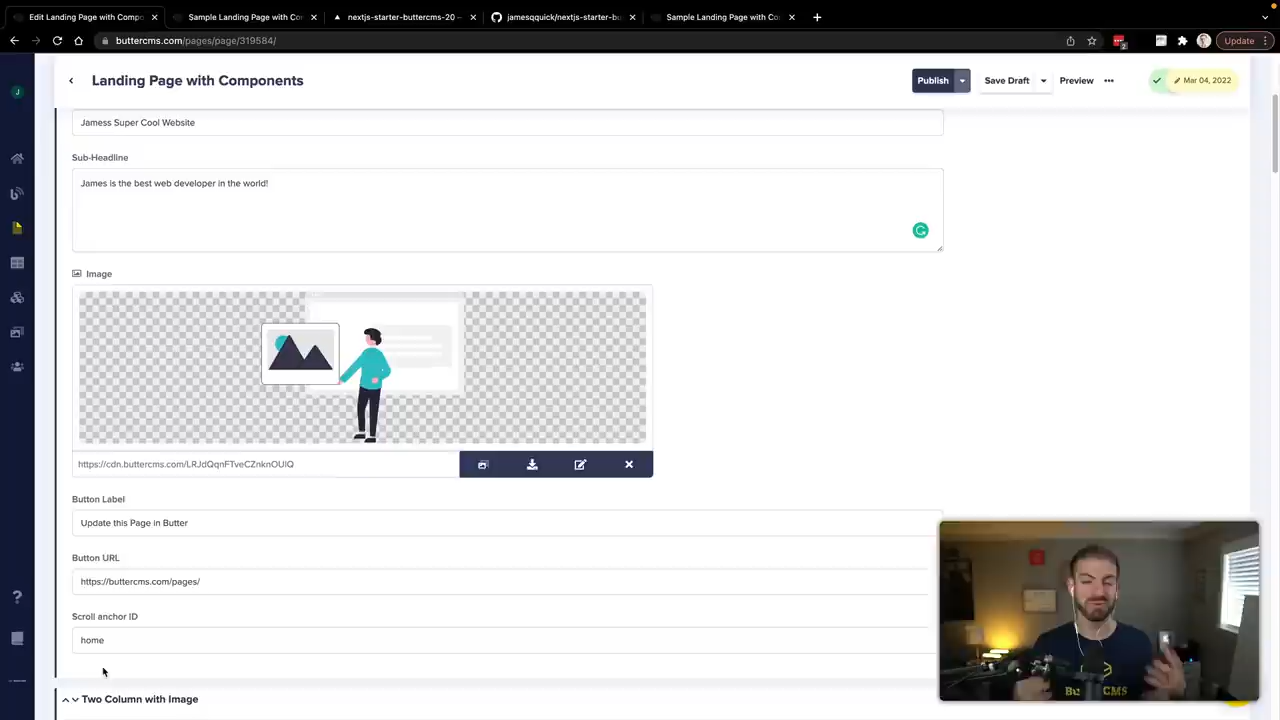 Edit Landing Page with Compo
Sample Landing Page with Co
nextjs-starter-buttercms-20 –
jamesqquick/nextjs-starter-bu
Sample Landing Page with Co
buttercms.com/pages/page/319584/
2
Update
J
Landing Page with Components
Publish
Save Draft
Preview
Mar 04, 2022
Jamess Super Cool Website
Sub-Headline
James is the best web developer in the world!
Image
https://cdn.buttercms.com/LRJdQqnFTveCZnknOUlQ
Button Label
Update this Page in Butter
Button URL
https://buttercms.com/pages/
Scroll anchor ID
home
Two Column with Image